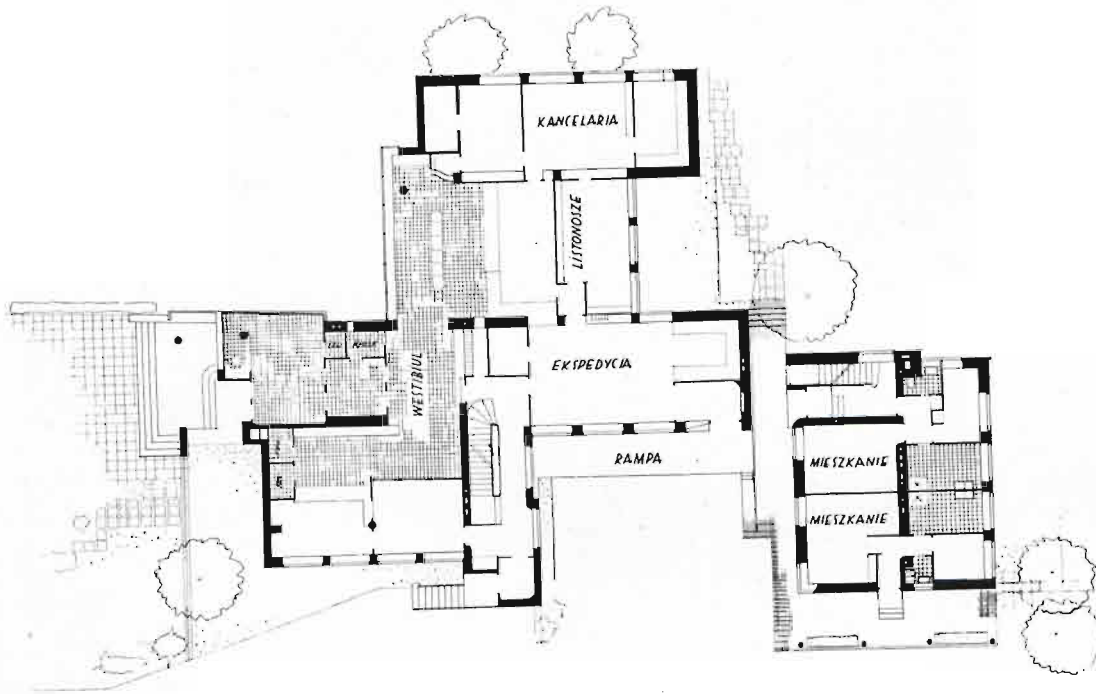 KANCELARIA
LISTONOSZE
WESTIBIUL
EKSPEDYCJA
RAMPA
MIESZKANIE
MIESZKANIE